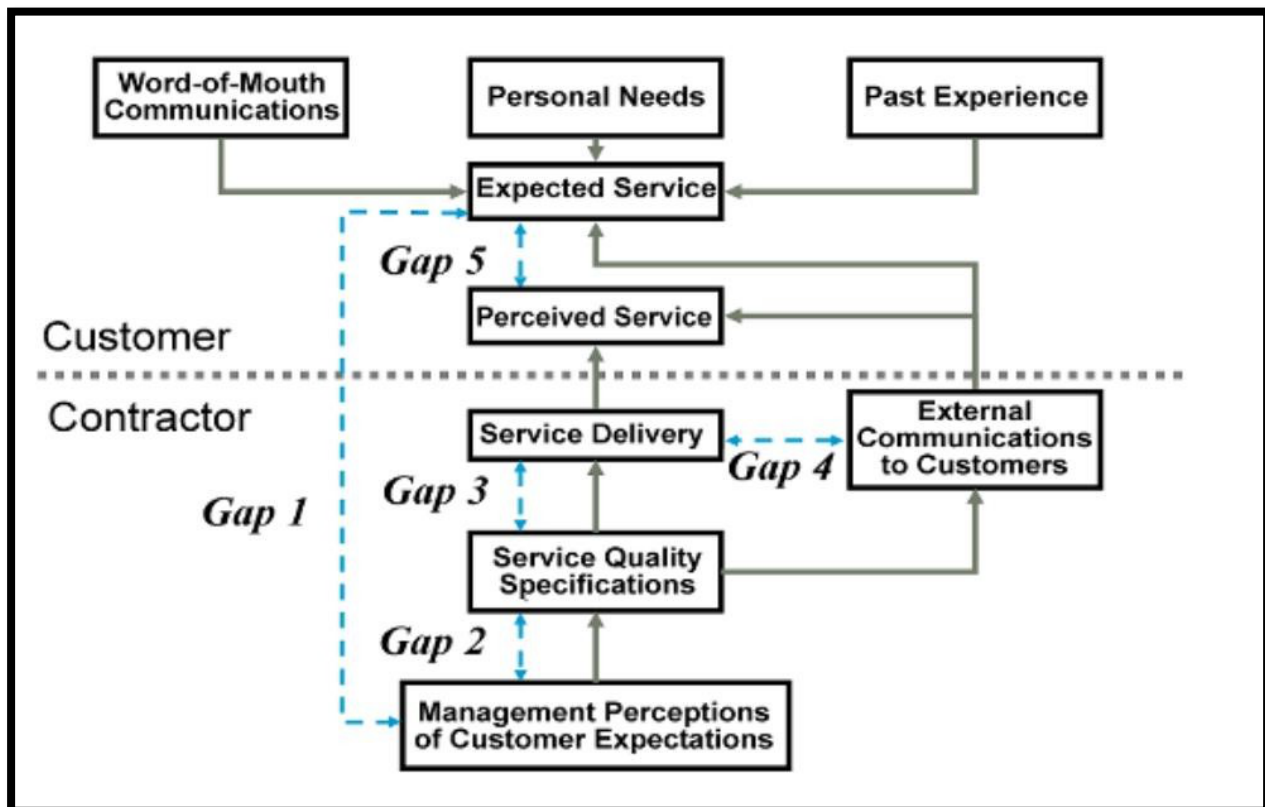 Word-of-Mouth
Communications
Personal Needs
Past Experience
Expected Service
Gap 5
Perceived Service
Customer
Contractor
Service Delivery
External
Communications
to Customers
Gap 4
Gap 3
Gap 1
Service Quality
Specifications
Gap 2
Management Perceptions
of Customer Expectations